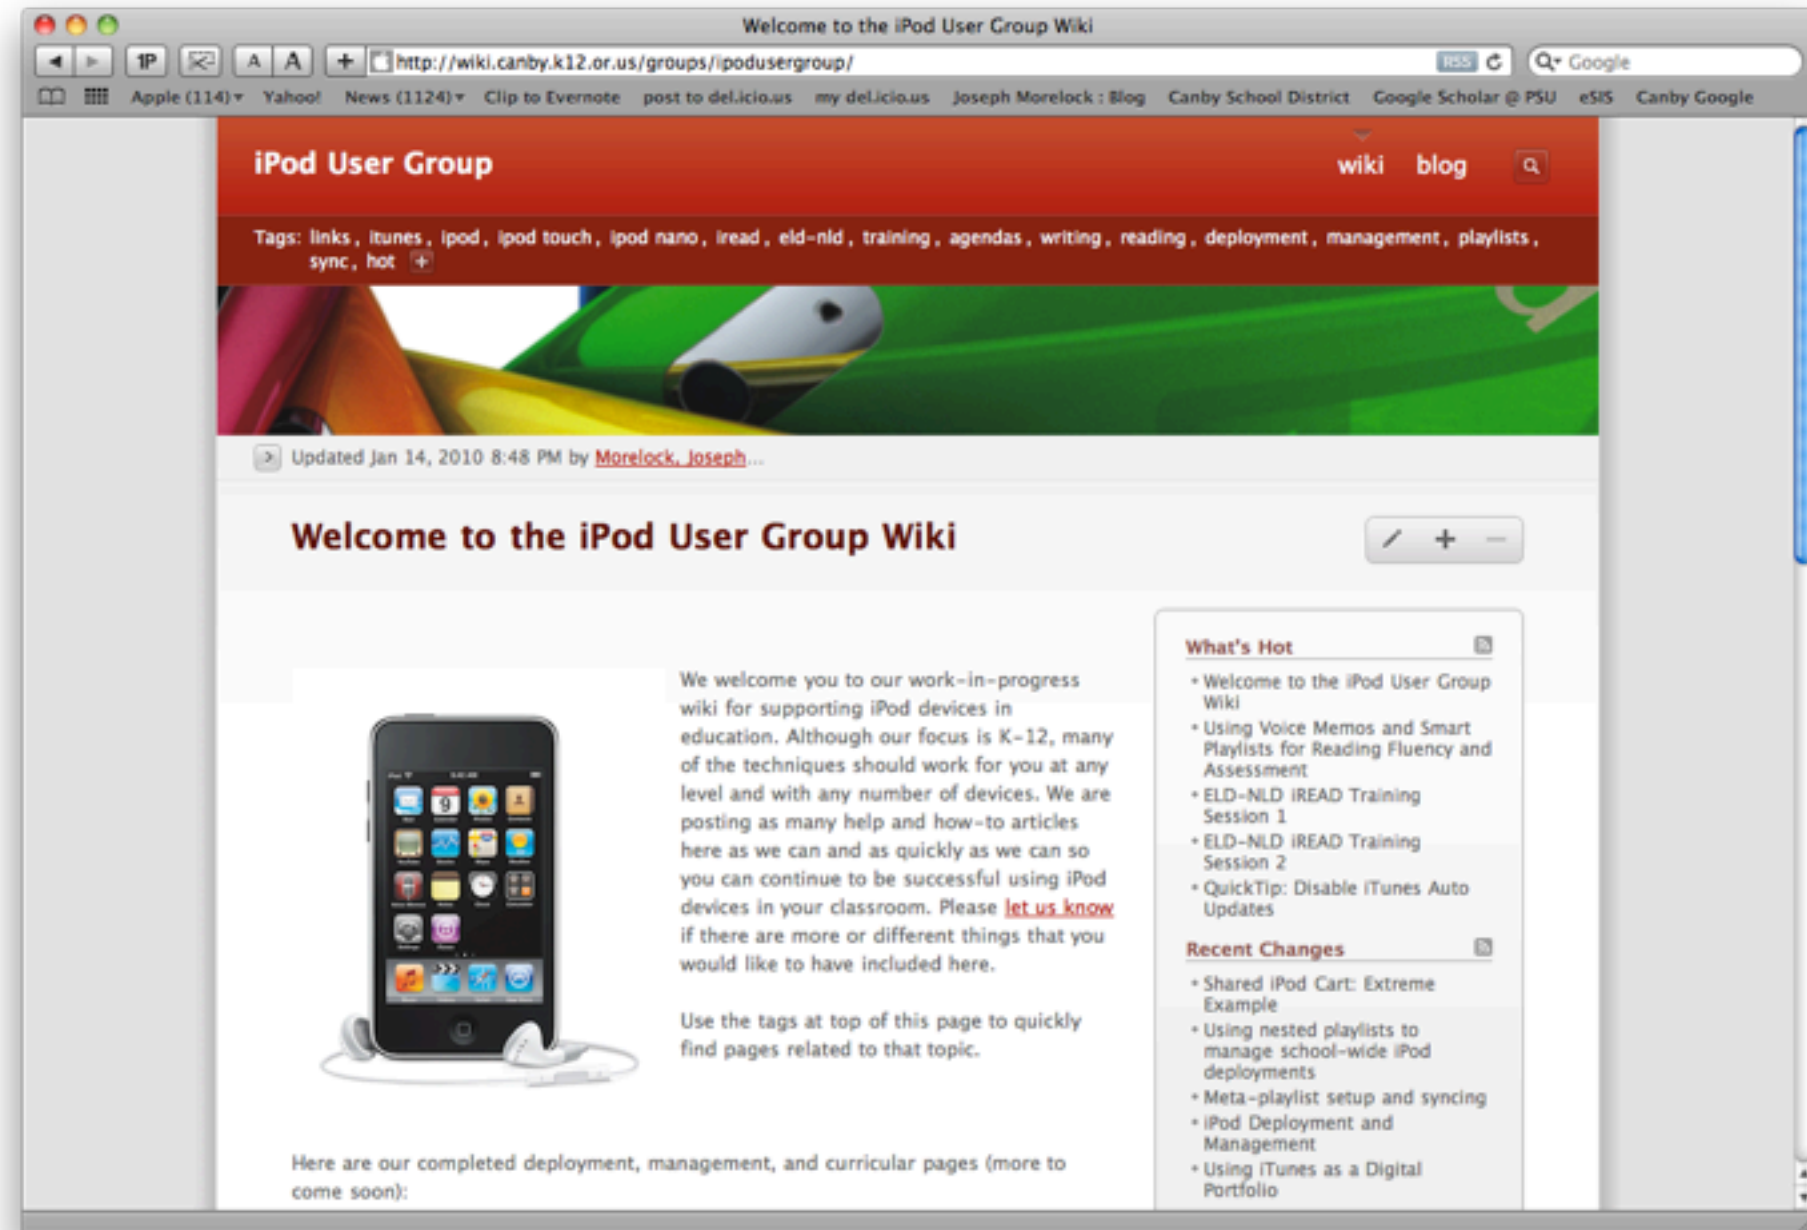 Welcome to the iPod User Group Wiki
1P
A A + http://wiki.canby.k12.or.us/groups/ipodusergroup/ RSS Google
Apple (114) Yahoo! News (1124) Clip to Evernote post to del.icio.us my del.icio.us Joseph Morelock : Blog Canby School District Google Scholar @ PSU eSIS Canby Google
iPod User Group
wiki blog
Tags: links, itunes, ipod, ipod touch, ipod nano, iread, eld-nld, training, agendas, writing, reading, deployment, management, playlists,
sync, hot +
Updated Jan 14, 2010 8:48 PM by Morelock, Joseph...
Welcome to the iPod User Group Wiki
We welcome you to our work-in-progress
wiki for supporting iPod devices in
education. Although our focus is K-12, many
of the techniques should work for you at any
level and with any number of devices. We are
posting as many help and how-to articles
here as we can and as quickly as we can so
you can continue to be successful using iPod
devices in your classroom. Please let us know
if there are more or different things that you
would like to have included here.
Use the tags at top of this page to quickly
find pages related to that topic.
9
Here are our completed deployment, management, and curricular pages (more to
come soon):
What's Hot
• Welcome to the iPod User Group
Wiki
• Using Voice Memos and Smart
Playlists for Reading Fluency and
Assessment
• ELD-NLD iREAD Training
Session 1
• ELD-NLD iREAD Training
Session 2
• QuickTip: Disable iTunes Auto
Updates
Recent Changes
• Shared iPod Cart: Extreme
Example
• Using nested playlists to
manage school-wide iPod
deployments
• Meta-playlist setup and syncing
• iPod Deployment and
Management
• Using iTunes as a Digital
Portfolio